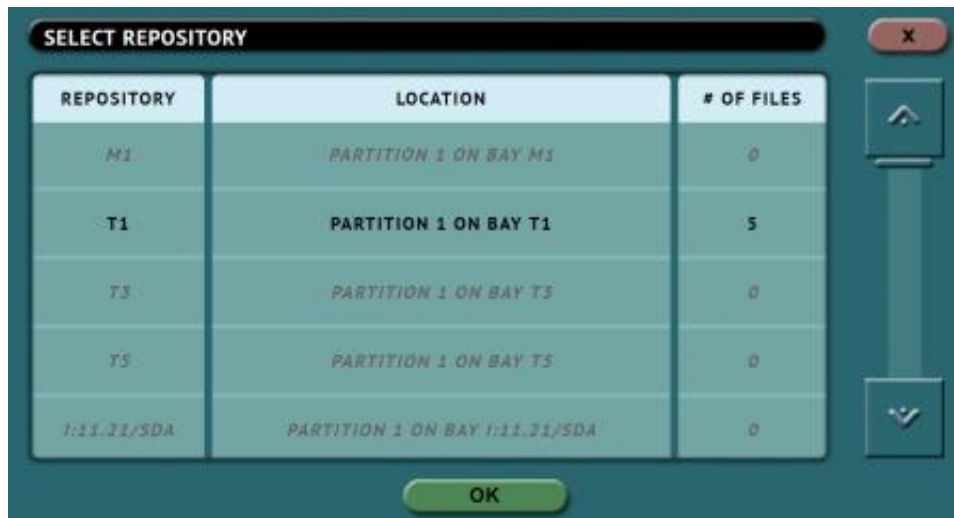 SELECT REPOSITORY
X
REPOSITORY LOCATION # OF FILES
M1 PARTITION 1 ON BAY M1 0
T1 PARTITION 1 ON BAY T1 5
T3 PARTITION 1 ON BAY T3 0
T5 PARTITION 1 ON BAY T5 0
I:11.21/SDA PARTITION 1 ON BAY I:11.21/SDA 0
OK